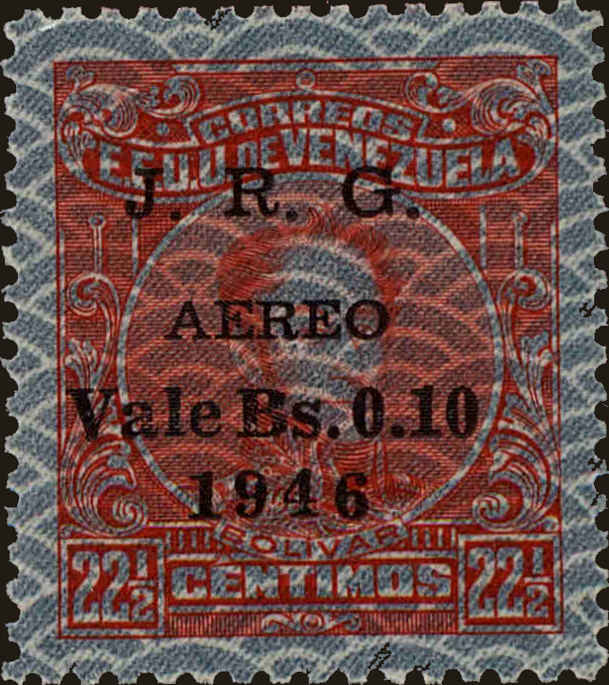 CORREOS
E.E.U.U. DE VENEZUELA
J. R. G.
AEREO
Vale Bs. 0.10
1946
BOLIVAR
22½ CENTIMOS 22½